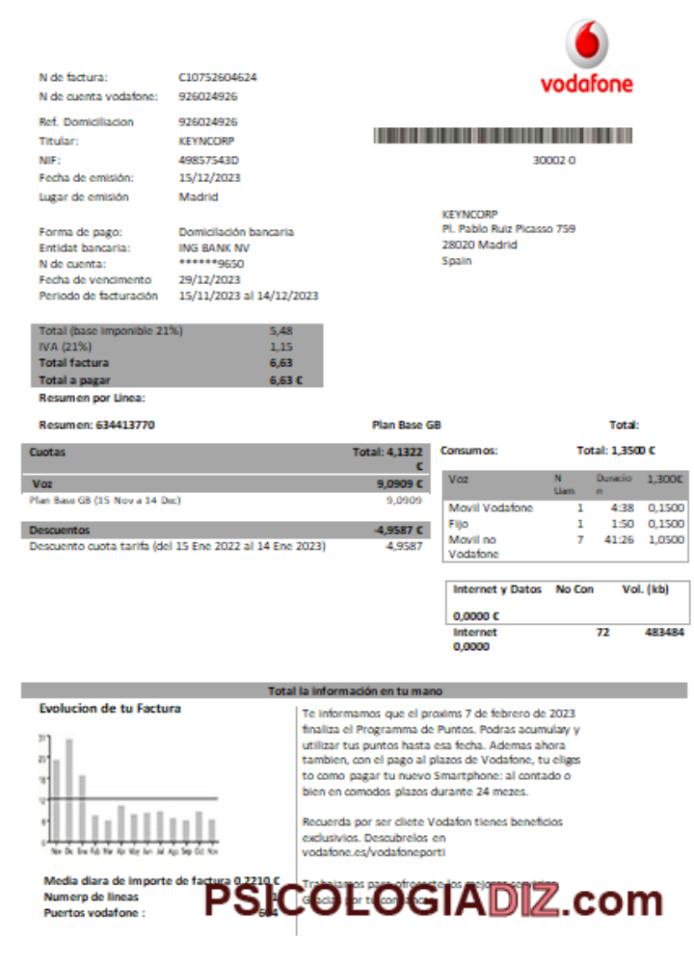 vodafone
N de factura: C10752604624
N de cuenta vodafone: 926024926
Ref. Domiciliacion 926024926
Titular: KEYNCORP
NIF: 49857543D
Fecha de emisión: 15/12/2023
Lugar de emisión Madrid
30002 0
KEYNCORP
Pl. Pablo Ruiz Picasso 759
28020 Madrid
Spain
Forma de pago: Domicilación bancaria
Entidat bancaria: ING BANK NV
N de cuenta: ******9650
Fecha de vencimento 29/12/2023
Periodo de facturación 15/11/2023 al 14/12/2023
Total (base imponible 21%) 5,48
IVA (21%) 1,15
Total factura 6,63
Total a pagar 6,63 €
Resumen por Linea:
Resumen: 634413770 Plan Base GB Total:
Cuotas Total: 4,1322 €
Voz 9,0909 €
Plan Base GB (15 Nov a 14 Dec) 9,0909
Descuentos -4,9587 €
Descuento cuota tarifa (del 15 Ene 2022 al 14 Ene 2023) -4,9587
Consumos: Total: 1,3500 €
Voz N Llam Duracion 1,300€
Movil Vodafone 1 4:38 0,1500
Fijo 1 1:50 0,1500
Movil no Vodafone 7 41:26 1,0500
Internet y Datos No Con Vol. (kb)
0,0000 €
Internet 72 483484
0,0000
Total la información en tu mano
Evolucion de tu Factura
Nov Dic Ene Feb Mar Apr May Jun Jul Ago Sep Oct Nov
Media diara de importe de factura 0,2210 €
Numerp de lineas 1
Puertos vodafone :
Te informamos que el proxims 7 de febrero de 2023
finaliza el Programa de Puntos. Podras acumulay y
utilizar tus puntos hasta esa fecha. Ademas ahora
tambien, con el pago al plazos de Vodafone, tu eliges
to como pagar tu nuevo Smartphone: al contado o
bien en comodos plazos durante 24 mezes.
Recuerda por ser cliete Vodafon tienes beneficios
exclusivios. Descubrelos en
vodafone.es/vodafoneporti
Trabajamos para ofrecerte los mejores servicios
Gracias por tu confianza
PSICOLOGIADIZ.com